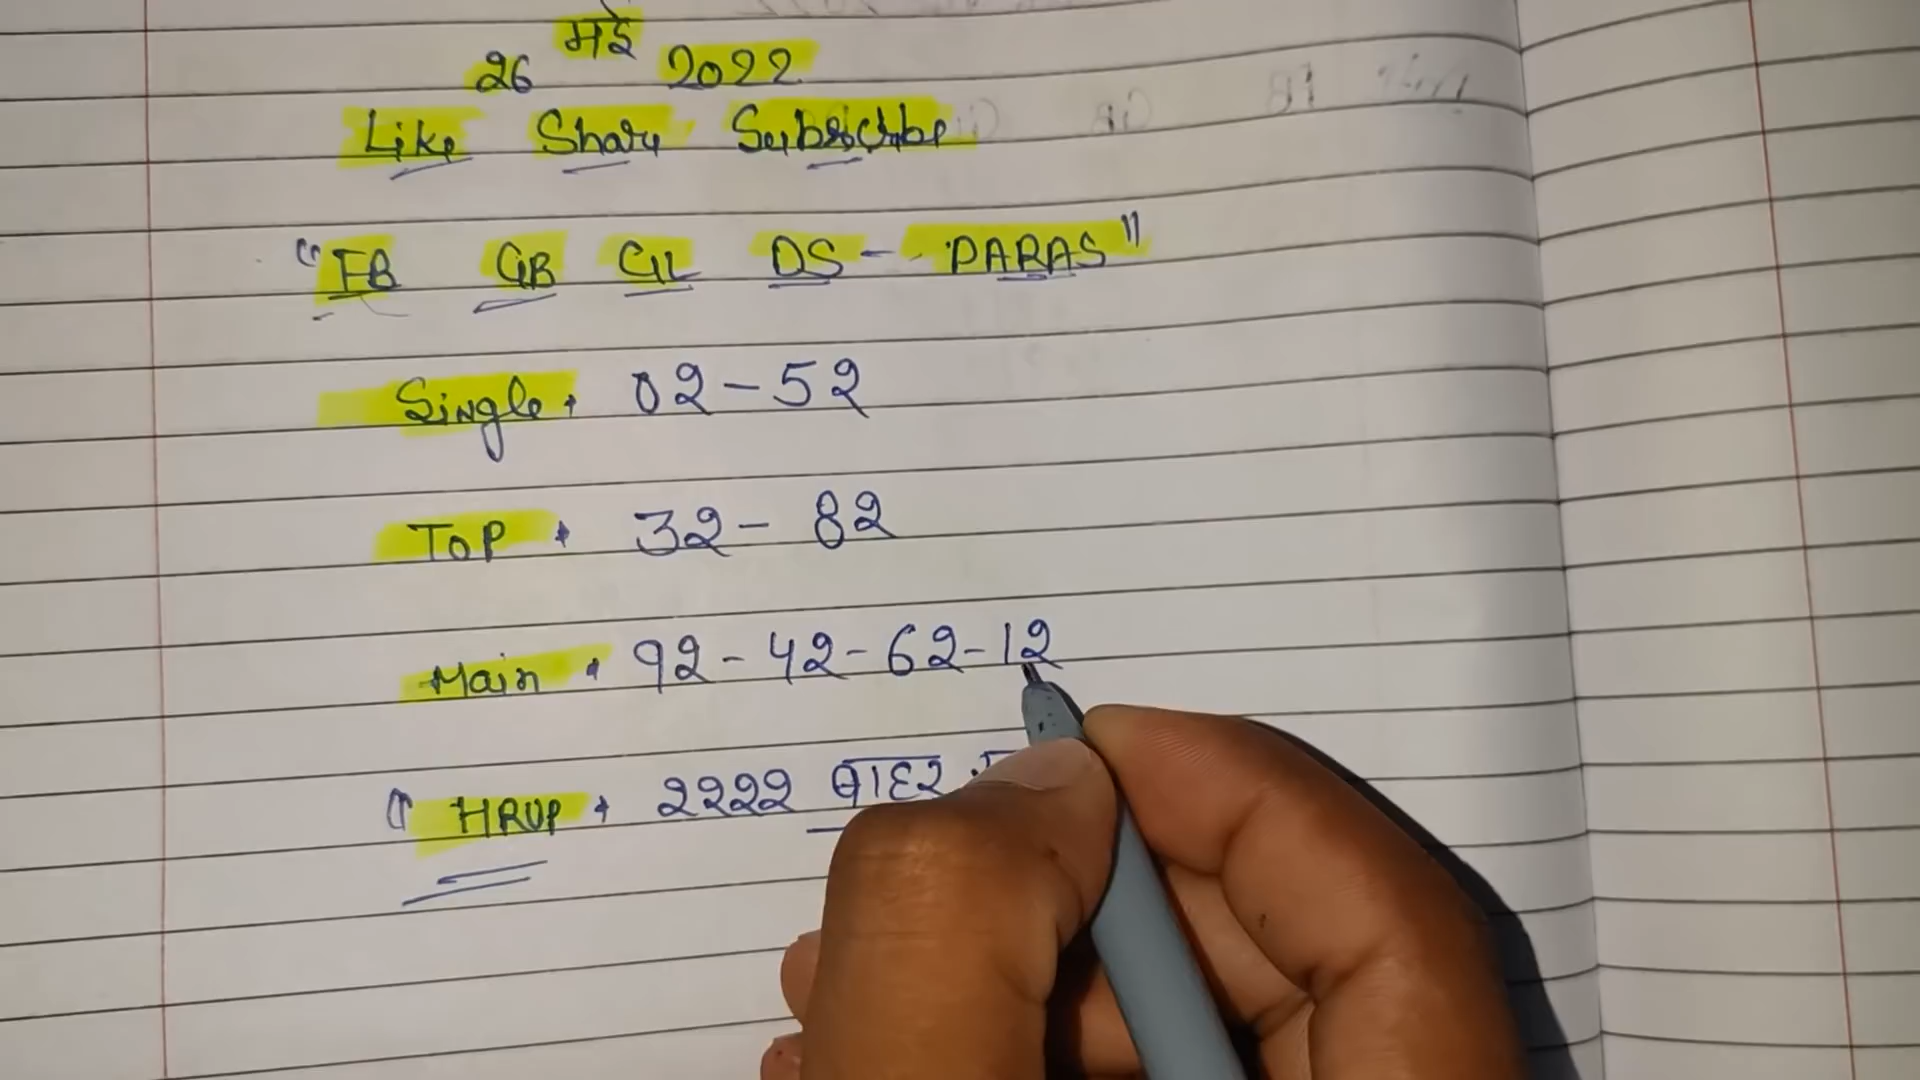 26 मई 2022
Like Share Subscribe
"FB GB GL DS - PARAS"
Single 02-52
TOP 32-82
Main 92-42-62-12
HRUP 2222 बाहर